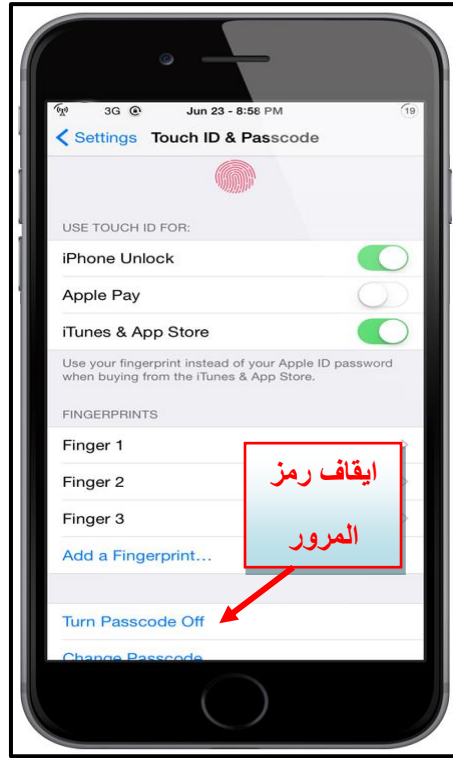 3G Jun 23 - 8:58 PM 19
Settings Touch ID & Passcode
USE TOUCH ID FOR:
iPhone Unlock
Apple Pay
iTunes & App Store
Use your fingerprint instead of your Apple ID password
when buying from the iTunes & App Store.
FINGERPRINTS
Finger 1
Finger 2
Finger 3
Add a Fingerprint...
ايقاف رمز
المرور
Turn Passcode Off
Change Passcode